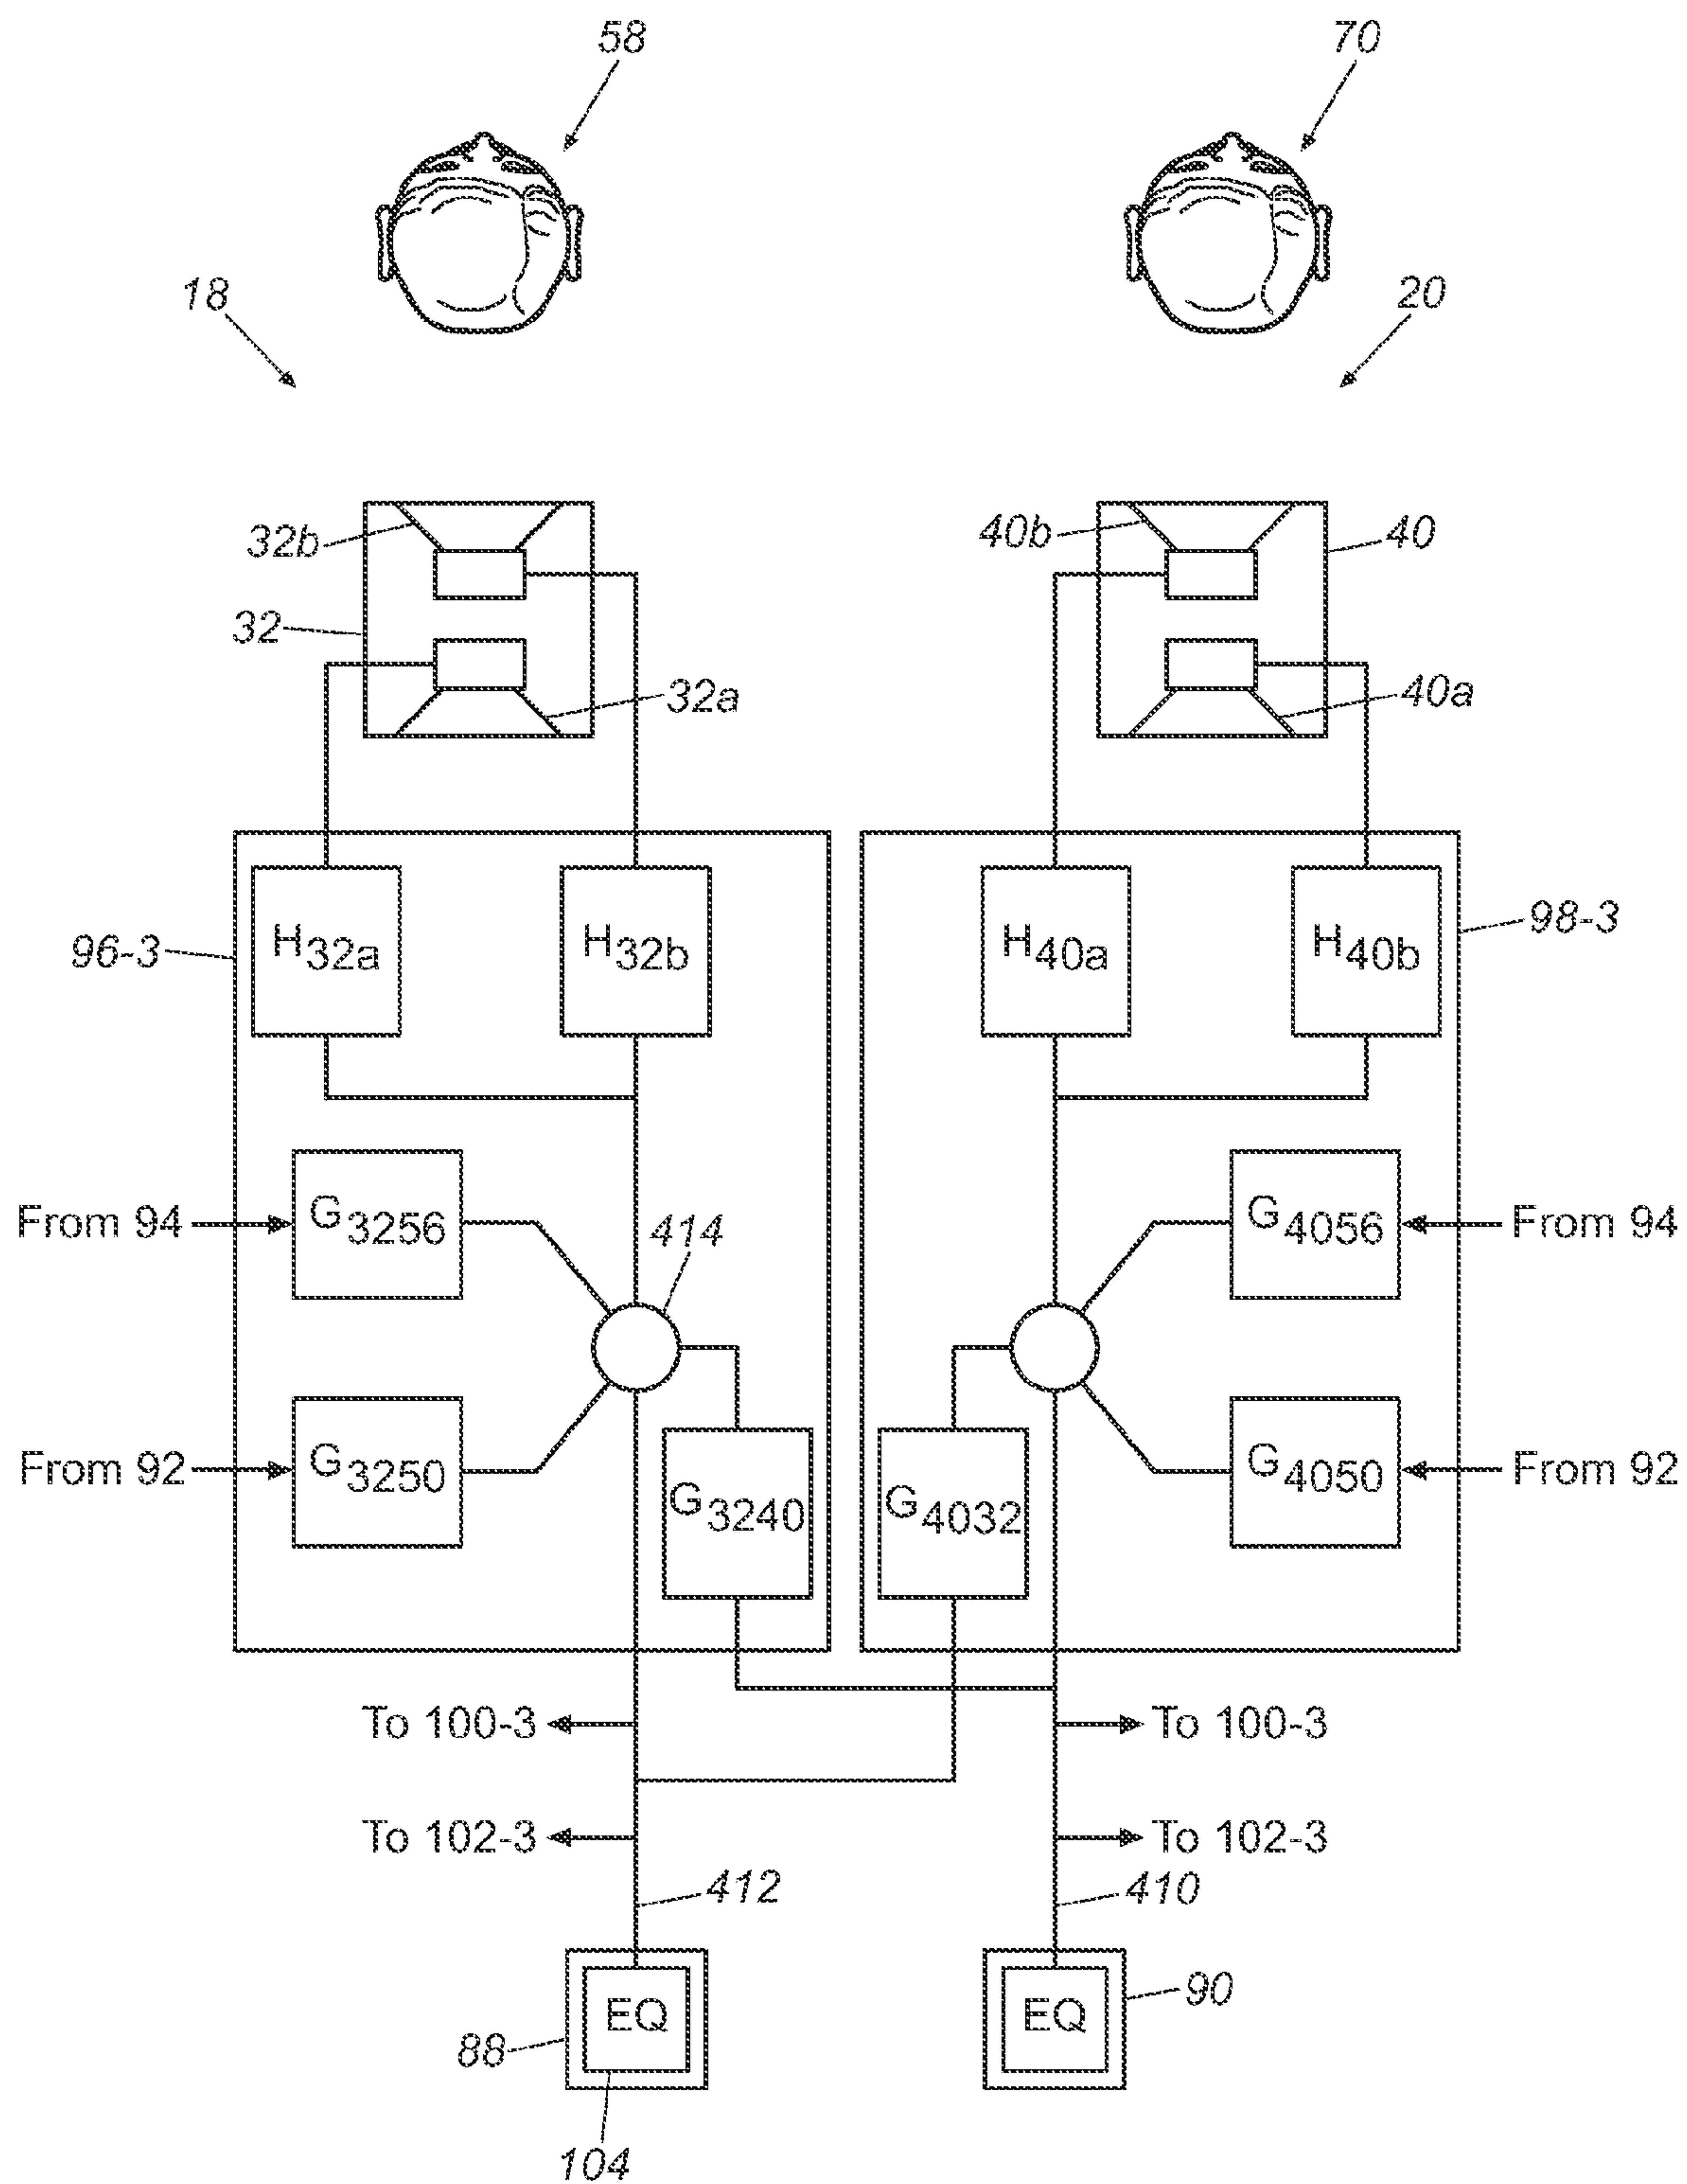 58 70
18 20
32b 40b 40
32
32a 40a
96-3 H32a H32b H40a H40b 98-3
From 94 G3256 414 G4056 From 94
From 92 G3250 G3240 G4032 G4050 From 92
To 100-3 To 100-3
To 102-3 To 102-3
412 410
EQ EQ 90
88
104